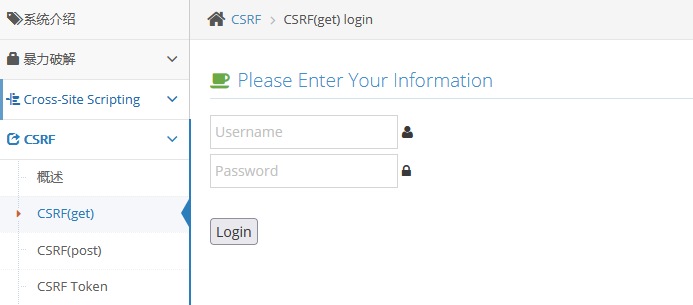 系统介绍
暴力破解
Cross-Site Scripting
CSRF
概述
CSRF(get)
CSRF(post)
CSRF Token
CSRF > CSRF(get) login
Please Enter Your Information
Username
Password
Login